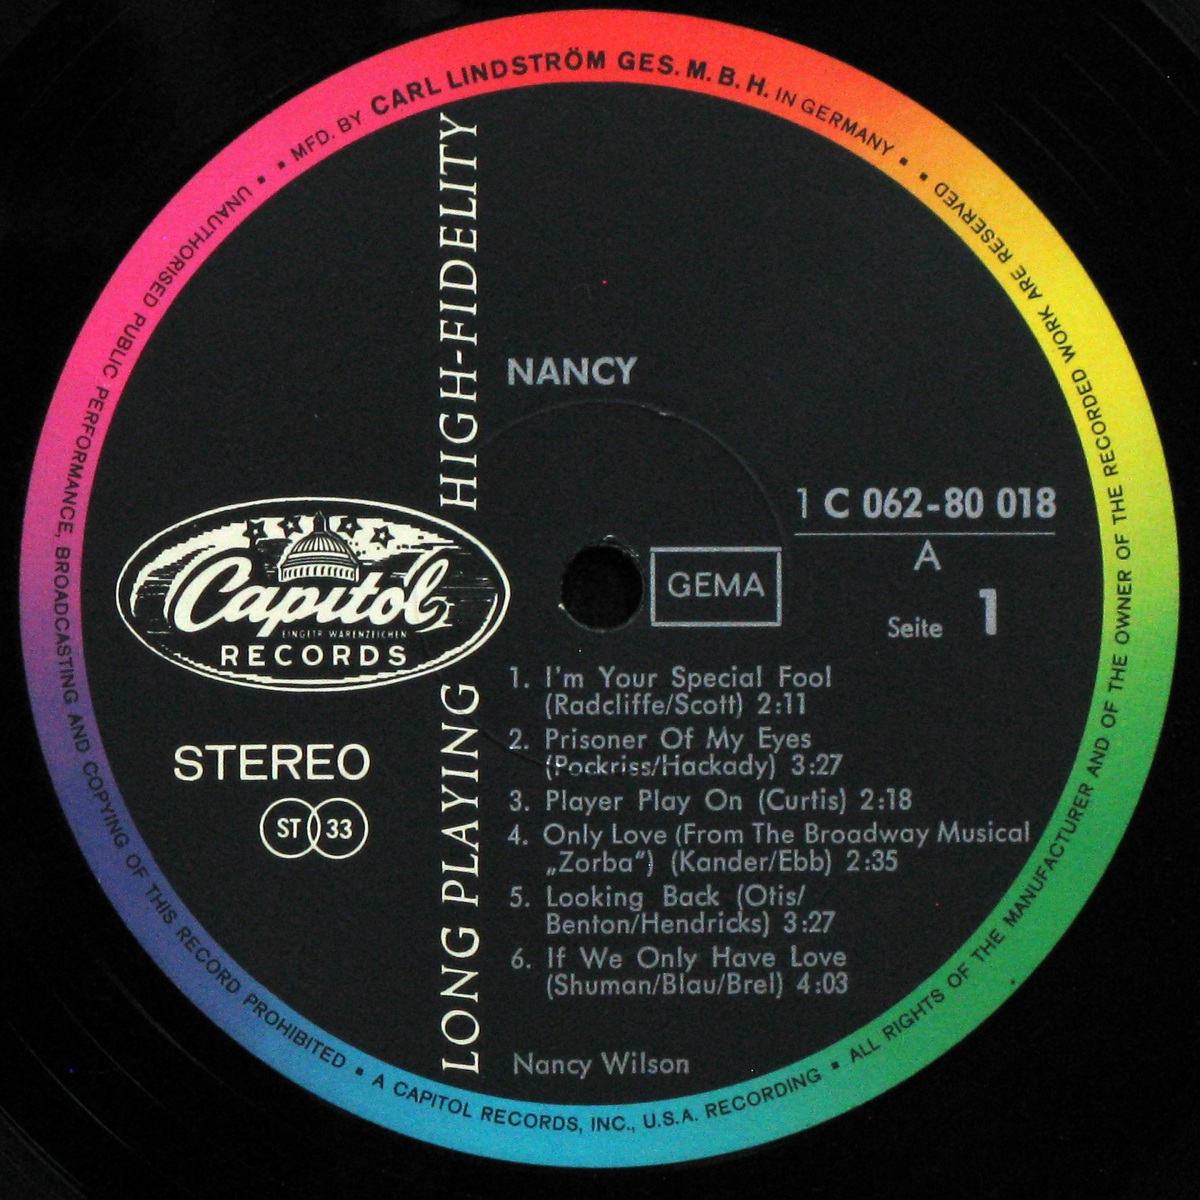 MFD. BY CARL LINDSTRÖM GES. M. B. H. IN GERMANY ▪
▪ ALL RIGHTS OF THE MANUFACTURER AND OF THE OWNER OF THE RECORDED WORK ARE RESERVED ▪
UNAUTHORISED PUBLIC PERFORMANCE, BROADCASTING AND COPYING OF THIS RECORD PROHIBITED ▪ A CAPITOL RECORDS, INC., U.S.A. RECORDING
LONG PLAYING HIGH-FIDELITY
NANCY
1 C 062-80 018
A
GEMA
Seite 1
Capitol
EINGETR WARENZEICHEN
RECORDS
STEREO
ST 33
1. I'm Your Special Fool
(Radcliffe/Scott) 2:11
2. Prisoner Of My Eyes
(Pockriss/Hackady) 3:27
3. Player Play On (Curtis) 2:18
4. Only Love (From The Broadway Musical
„Zorba“) (Kander/Ebb) 2:35
5. Looking Back (Otis/
Benton/Hendricks) 3:27
6. If We Only Have Love
(Shuman/Blau/Brel) 4:03
Nancy Wilson